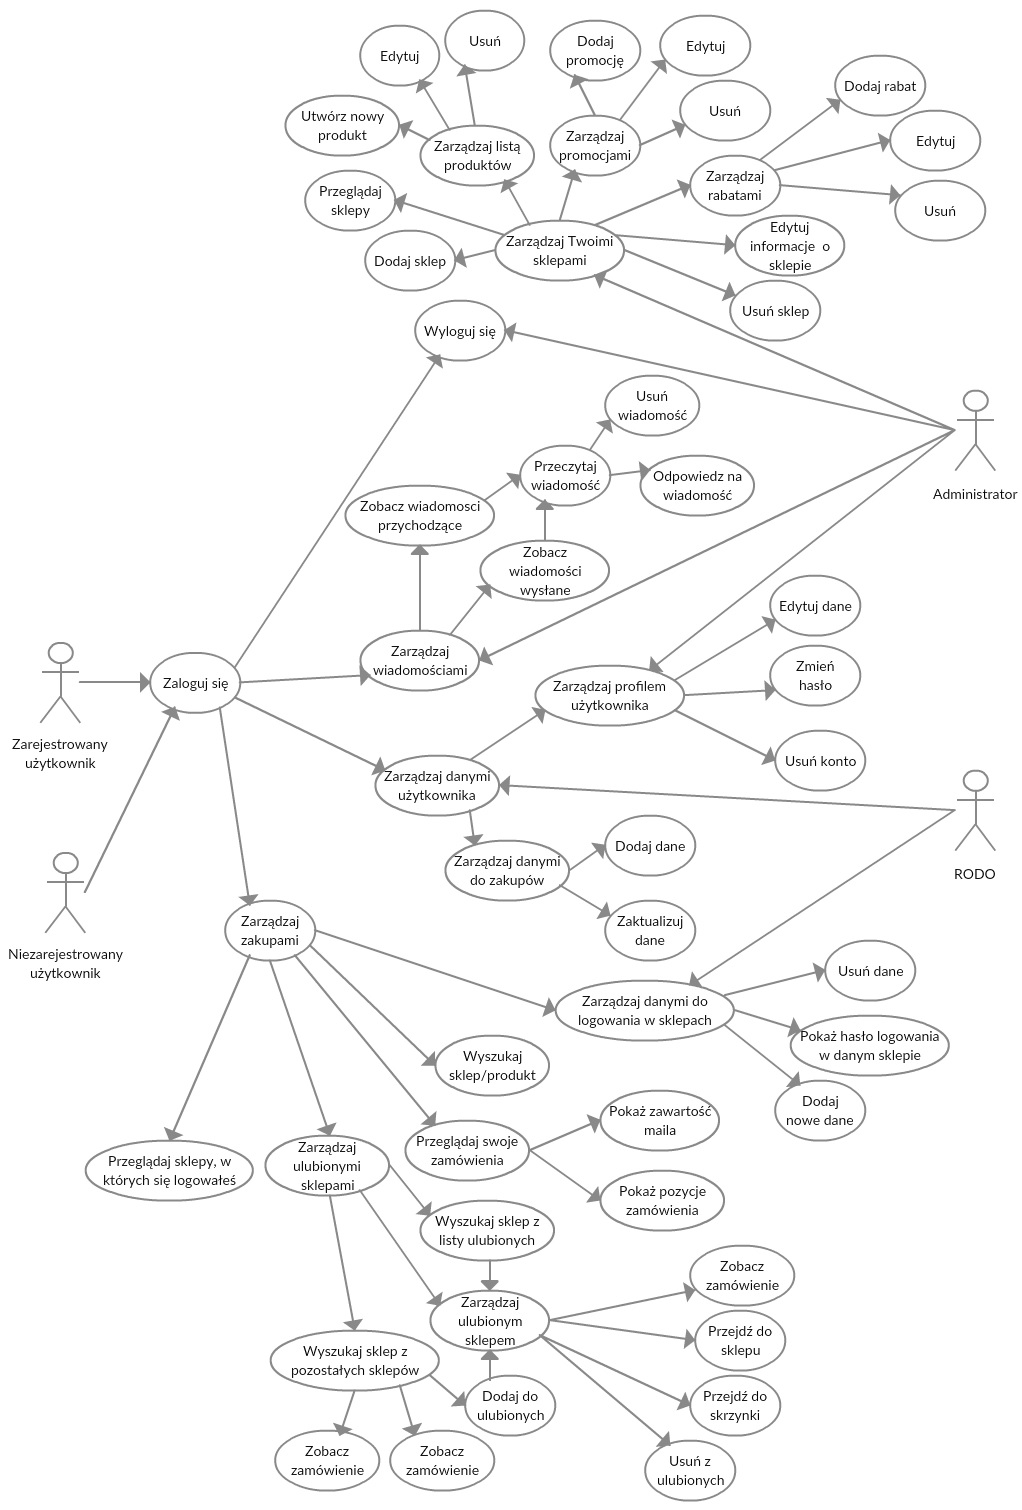 Usuń
Edytuj
Dodaj
promocję
Edytuj
Dodaj rabat
Utwórz nowy
produkt
Usuń
Zarządzaj listą
produktów
Zarządzaj
promocjami
Edytuj
Zarządzaj
rabatami
Przeglądaj
sklepy
Usuń
Zarządzaj Twoimi
sklepami
Edytuj
informacje o
sklepie
Dodaj sklep
Usuń sklep
Wyloguj się
Usuń
wiadomość
Przeczytaj
wiadomość
Odpowiedz na
wiadomość
Administrator
Zobacz wiadomosci
przychodzące
Zobacz
wiadomości
wysłane
Edytuj dane
Zarządzaj
wiadomościami
Zmień
hasło
Zaloguj się
Zarządzaj profilem
użytkownika
Zarejestrowany
użytkownik
Usuń konto
Zarządzaj danymi
użytkownika
Dodaj dane
Zarządzaj danymi
do zakupów
RODO
Zaktualizuj
dane
Zarządzaj
zakupami
Niezarejestrowany
użytkownik
Usuń dane
Zarządzaj danymi do
logowania w sklepach
Pokaż hasło logowania
w danym sklepie
Wyszukaj
sklep/produkt
Dodaj
nowe dane
Pokaż zawartość
maila
Przeglądaj swoje
zamówienia
Przeglądaj sklepy, w
których się logowałeś
Zarządzaj
ulubionymi
sklepami
Pokaż pozycje
zamówienia
Wyszukaj sklep z
listy ulubionych
Zobacz
zamówienie
Zarządzaj
ulubionym
sklepem
Przejdź do
sklepu
Wyszukaj sklep z
pozostałych sklepów
Dodaj do
ulubionych
Przejdź do
skrzynki
Zobacz
zamówienie
Zobacz
zamówienie
Usuń z
ulubionych